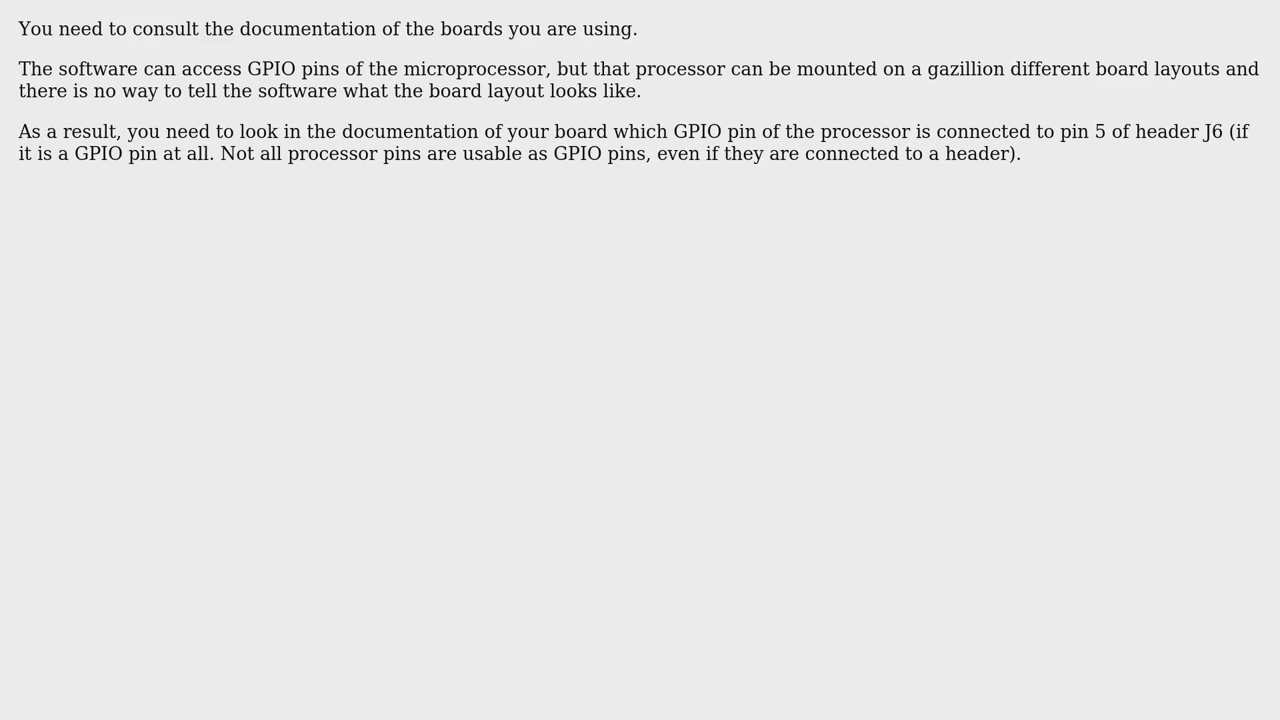 You need to consult the documentation of the boards you are using.
The software can access GPIO pins of the microprocessor, but that processor can be mounted on a gazillion different board layouts and
there is no way to tell the software what the board layout looks like.
As a result, you need to look in the documentation of your board which GPIO pin of the processor is connected to pin 5 of header J6 (if
it is a GPIO pin at all. Not all processor pins are usable as GPIO pins, even if they are connected to a header).